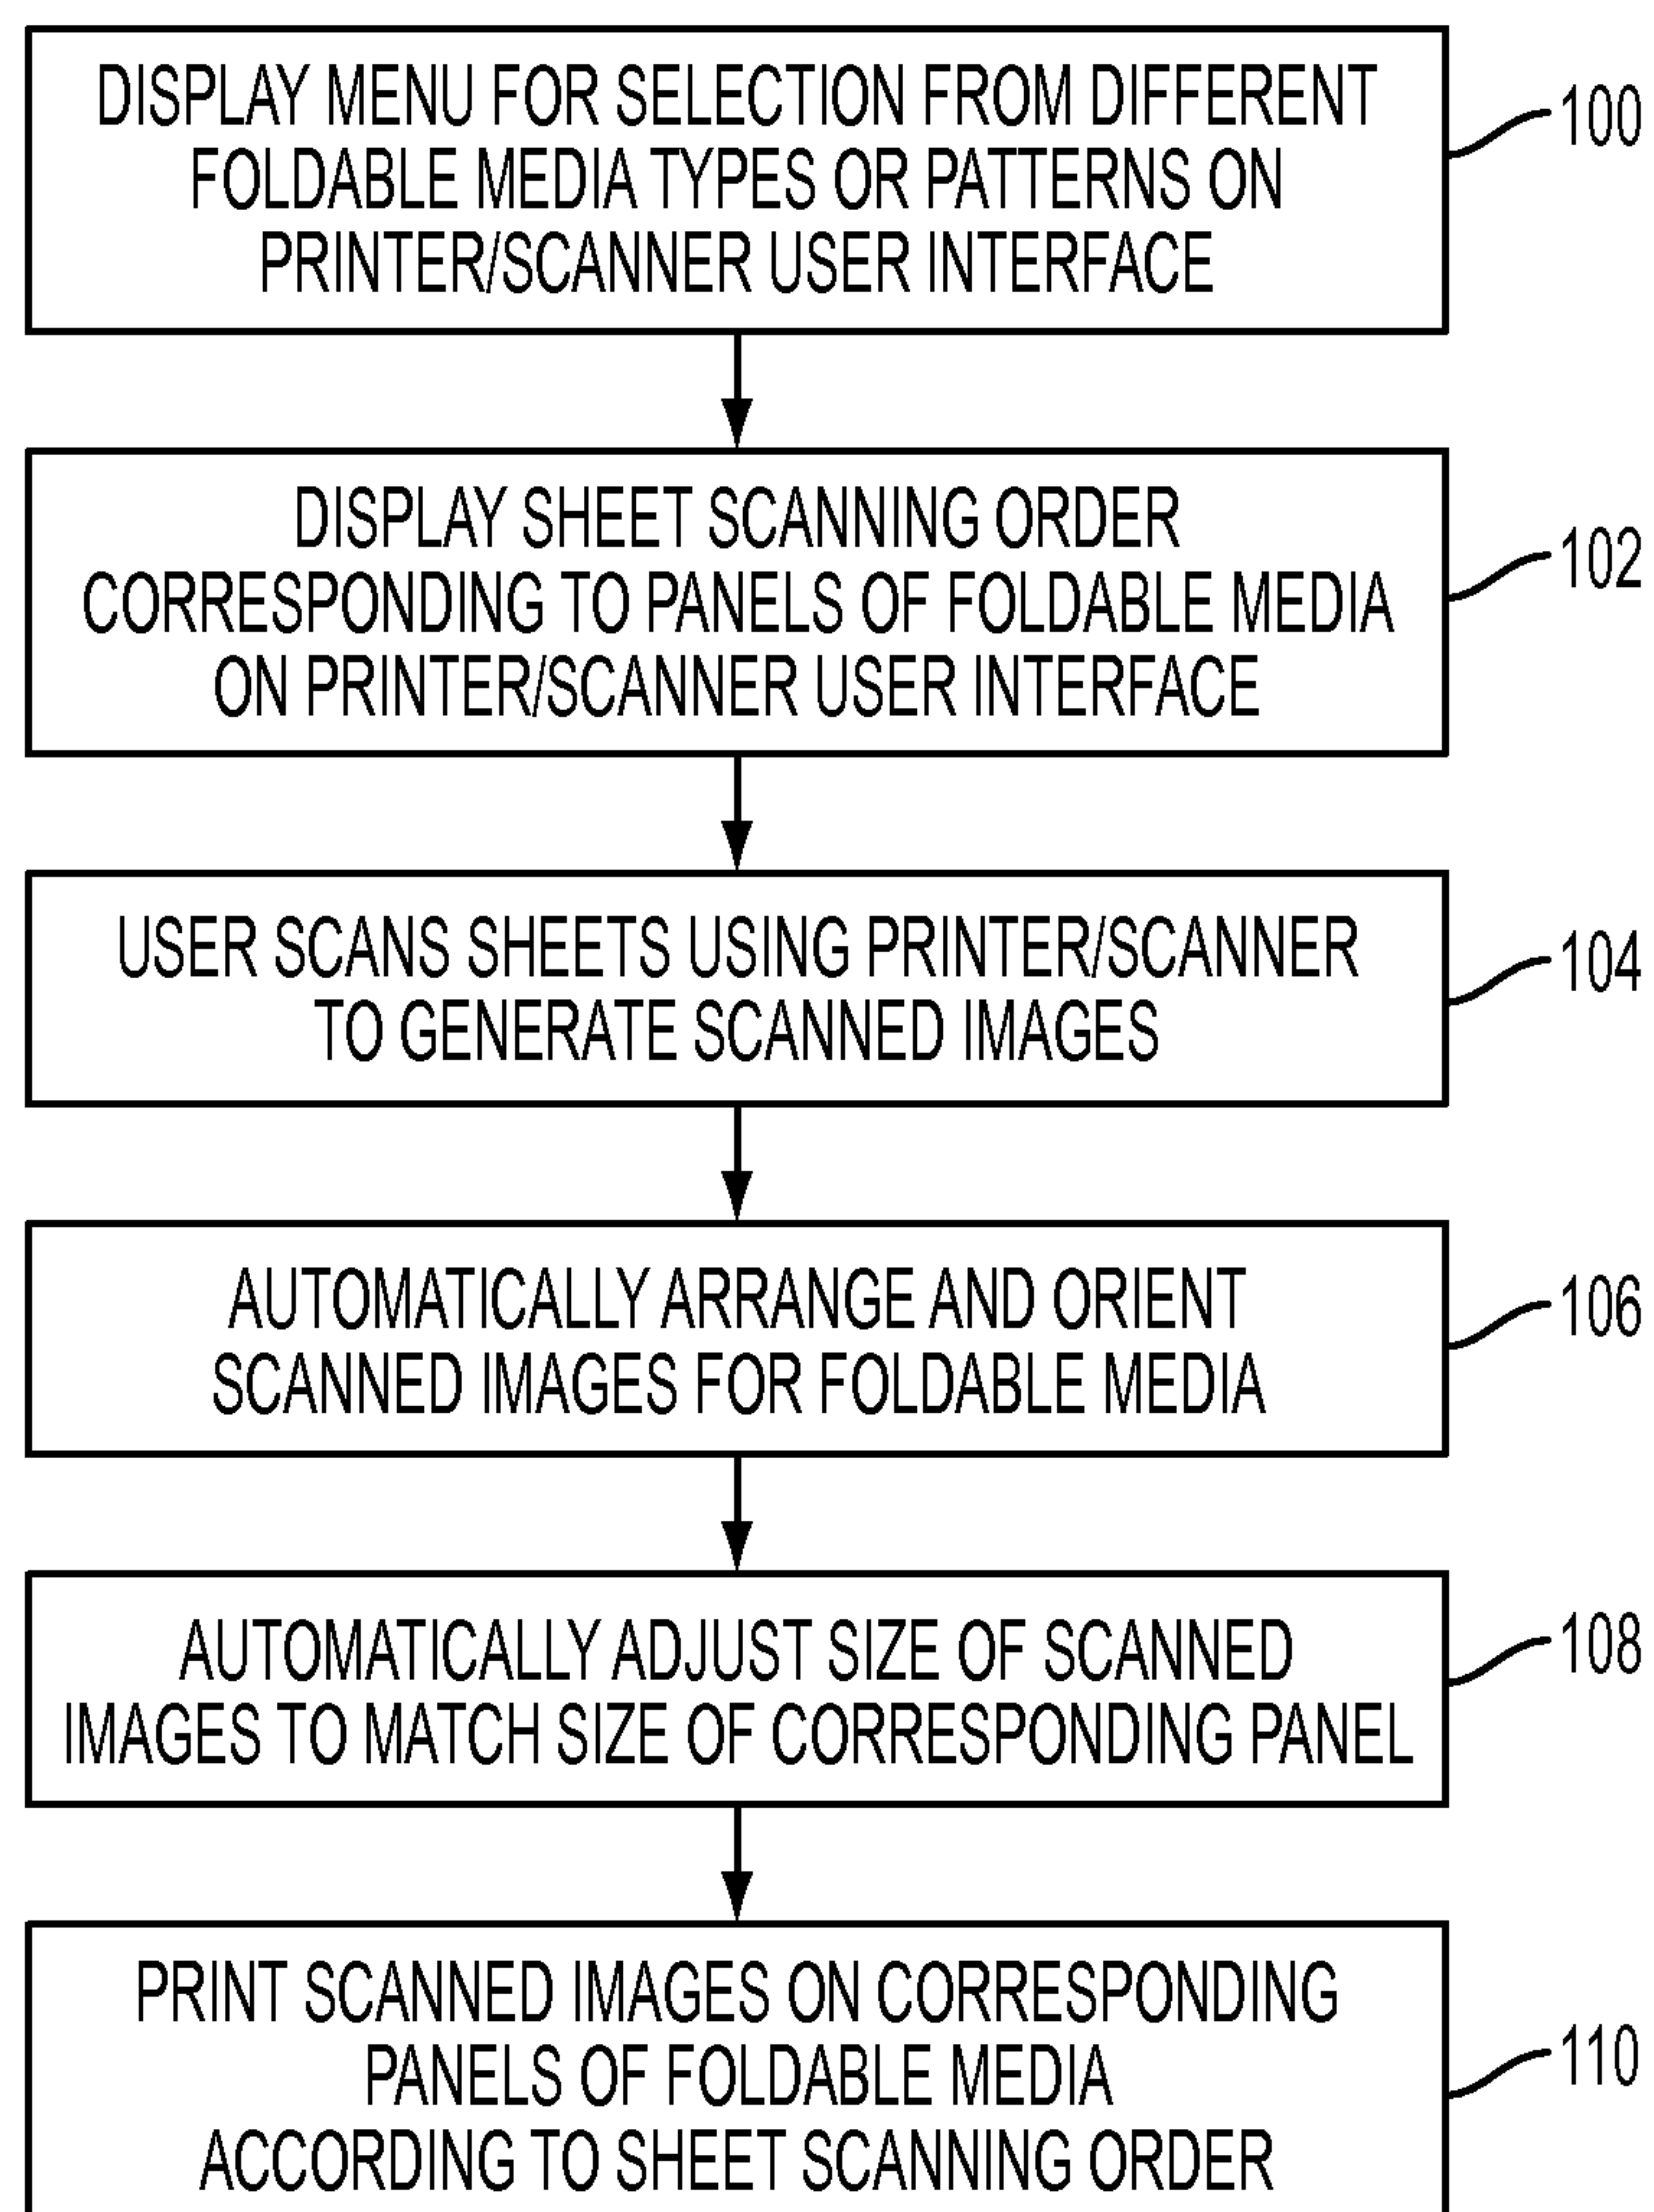 DISPLAY MENU FOR SELECTION FROM DIFFERENT
FOLDABLE MEDIA TYPES OR PATTERNS ON
PRINTER/SCANNER USER INTERFACE
100
DISPLAY SHEET SCANNING ORDER
CORRESPONDING TO PANELS OF FOLDABLE MEDIA
ON PRINTER/SCANNER USER INTERFACE
102
USER SCANS SHEETS USING PRINTER/SCANNER
TO GENERATE SCANNED IMAGES
104
AUTOMATICALLY ARRANGE AND ORIENT
SCANNED IMAGES FOR FOLDABLE MEDIA
106
AUTOMATICALLY ADJUST SIZE OF SCANNED
IMAGES TO MATCH SIZE OF CORRESPONDING PANEL
108
PRINT SCANNED IMAGES ON CORRESPONDING
PANELS OF FOLDABLE MEDIA
ACCORDING TO SHEET SCANNING ORDER
110